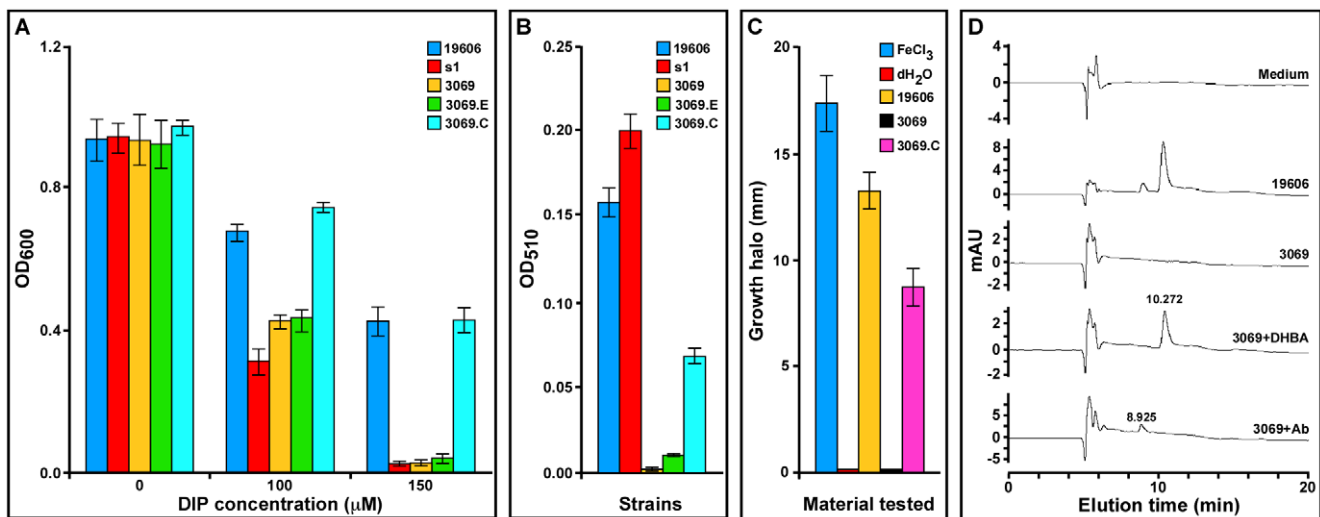 A
1.2
0.8
0.4
0.0
OD600
19606
s1
3069
3069.E
3069.C
0
100
150
DIP concentration (μM)
B
0.25
0.20
0.15
0.10
0.05
0.00
OD510
19606
s1
3069
3069.E
3069.C
Strains
C
20
15
10
5
0
Growth halo (mm)
FeCl3
dH2O
19606
3069
3069.C
Material tested
D
mAU
4
0
-4
Medium
8
4
0
19606
2
0
-2
3069
2
0
-2
10.272
3069+DHBA
5
0
-5
8.925
3069+Ab
0
5
10
15
20
Elution time (min)